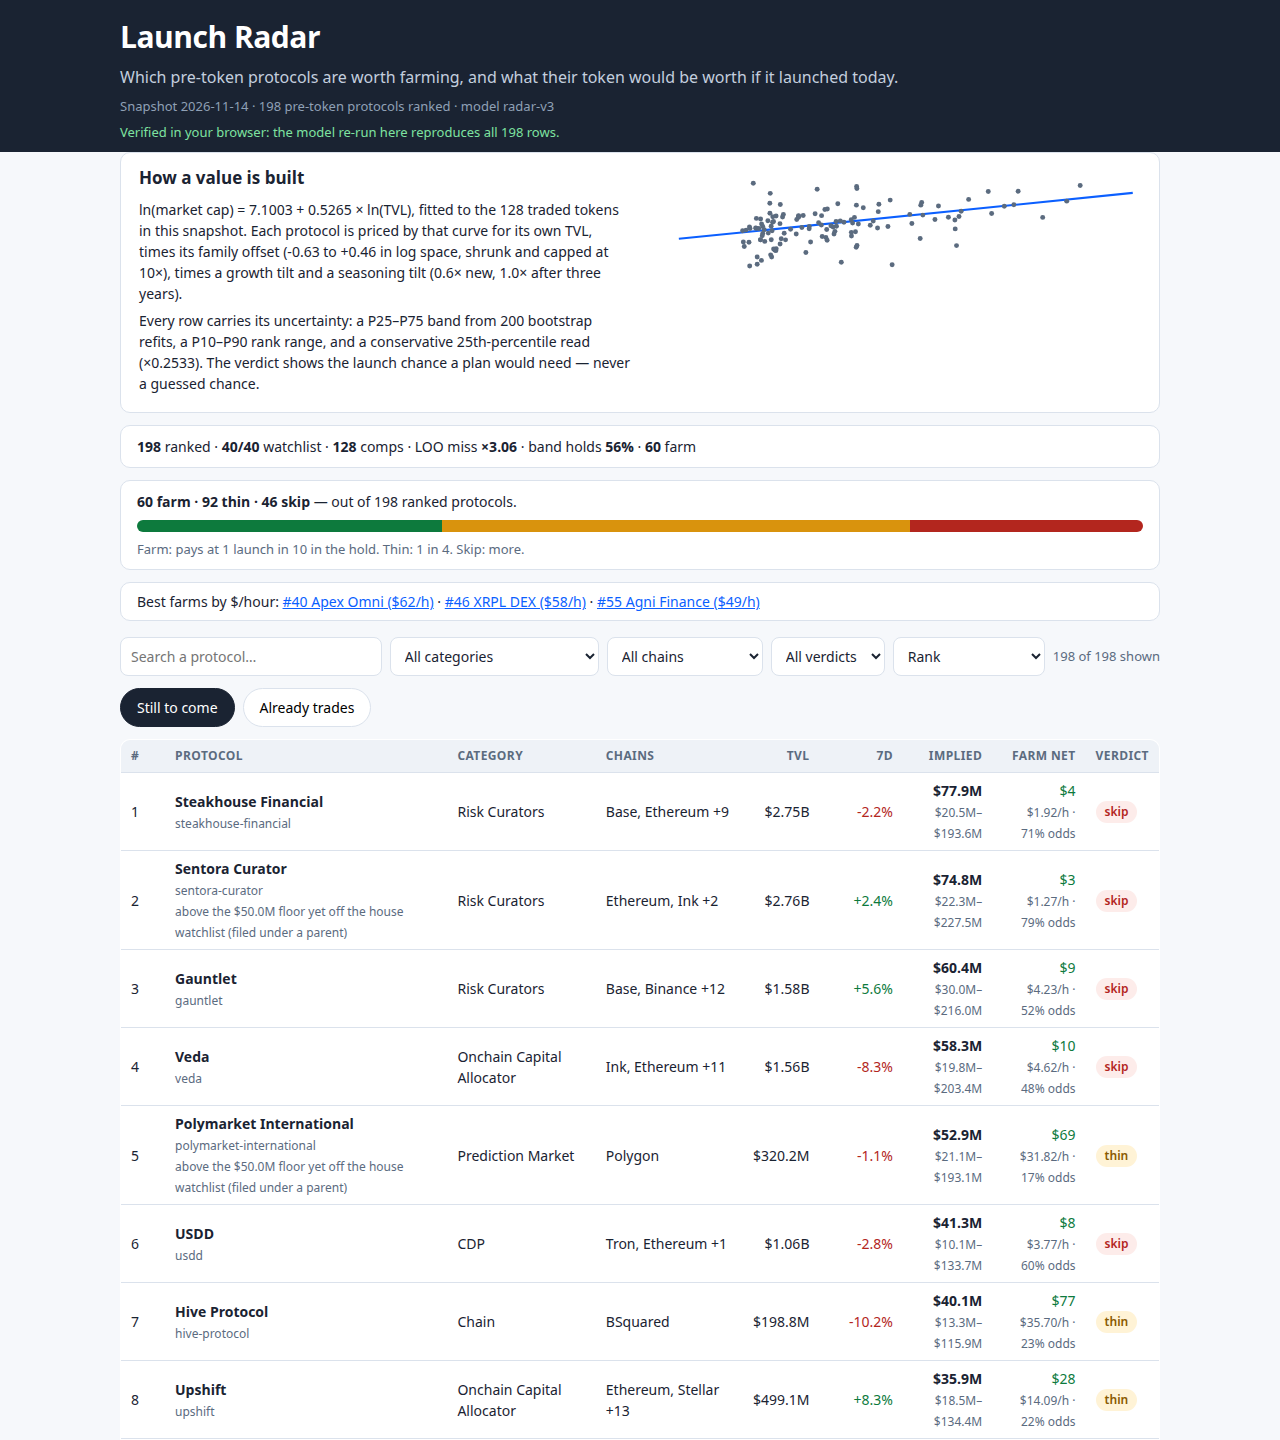 Launch Radar
Which pre-token protocols are worth farming, and what their token would be worth if it launched today.
Snapshot 2026-11-14 · 198 pre-token protocols ranked · model radar-v3
Verified in your browser: the model re-run here reproduces all 198 rows.
How a value is built
ln(market cap) = 7.1003 + 0.5265 × ln(TVL), fitted to the 128 traded tokens
in this snapshot. Each protocol is priced by that curve for its own TVL,
times its family offset (-0.63 to +0.46 in log space, shrunk and capped at
10×), times a growth tilt and a seasoning tilt (0.6× new, 1.0× after three
years).
Every row carries its uncertainty: a P25–P75 band from 200 bootstrap
refits, a P10–P90 rank range, and a conservative 25th-percentile read
(×0.2533). The verdict shows the launch chance a plan would need — never
a guessed chance.
198 ranked · 40/40 watchlist · 128 comps · LOO miss ×3.06 · band holds 56% · 60 farm
60 farm · 92 thin · 46 skip — out of 198 ranked protocols.
Farm: pays at 1 launch in 10 in the hold. Thin: 1 in 4. Skip: more.
Best farms by $/hour: #40 Apex Omni ($62/h) · #46 XRPL DEX ($58/h) · #55 Agni Finance ($49/h)
Search a protocol… All categories All chains All verdicts Rank 198 of 198 shown
Still to come Already trades
# PROTOCOL CATEGORY CHAINS TVL 7D IMPLIED FARM NET VERDICT
1 Steakhouse Financial Risk Curators Base, Ethereum +9 $2.75B -2.2% $77.9M $4 skip
steakhouse-financial $20.5M– $1.92/h ·
$193.6M 71% odds
2 Sentora Curator Risk Curators Ethereum, Ink +2 $2.76B +2.4% $74.8M $3 skip
sentora-curator $22.3M– $1.27/h ·
above the $50.0M floor yet off the house $227.5M 79% odds
watchlist (filed under a parent)
3 Gauntlet Risk Curators Base, Binance +12 $1.58B +5.6% $60.4M $9 skip
gauntlet $30.0M– $4.23/h ·
$216.0M 52% odds
4 Veda Onchain Capital Ink, Ethereum +11 $1.56B -8.3% $58.3M $10 skip
veda Allocator $19.8M– $4.62/h ·
$203.4M 48% odds
5 Polymarket International Prediction Market Polygon $320.2M -1.1% $52.9M $69 thin
polymarket-international $21.1M– $31.82/h ·
above the $50.0M floor yet off the house $193.1M 17% odds
watchlist (filed under a parent)
6 USDD CDP Tron, Ethereum +1 $1.06B -2.8% $41.3M $8 skip
usdd $10.1M– $3.77/h ·
$133.7M 60% odds
7 Hive Protocol Chain BSquared $198.8M -10.2% $40.1M $77 thin
hive-protocol $13.3M– $35.70/h ·
$115.9M 23% odds
8 Upshift Onchain Capital Ethereum, Stellar $499.1M +8.3% $35.9M $28 thin
upshift Allocator +13 $18.5M– $14.09/h ·
$134.4M 22% odds